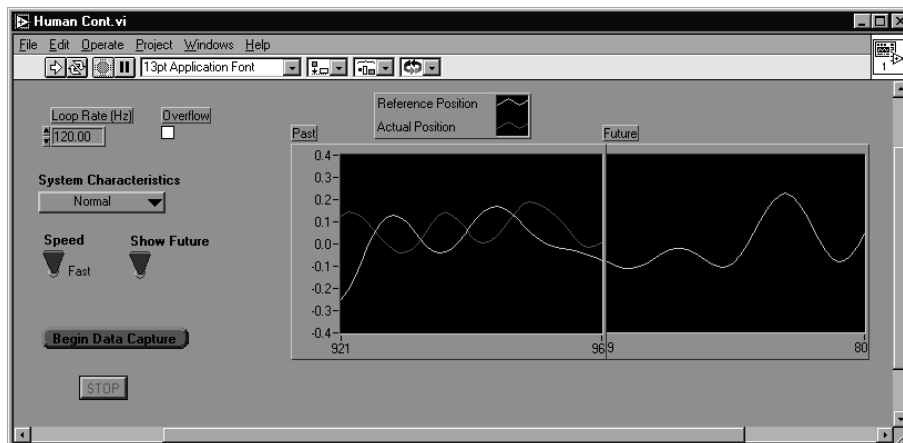 Human Cont.vi
File Edit Operate Project Windows Help
13pt Application Font
1
Loop Rate (Hz)
120.00
Overflow
Reference Position
Actual Position
Past
Future
System Characteristics
Normal
Speed
Fast
Show Future
0.4
0.3
0.2
0.1
0.0
-0.1
-0.2
-0.3
-0.4
921
969
80
Begin Data Capture
STOP